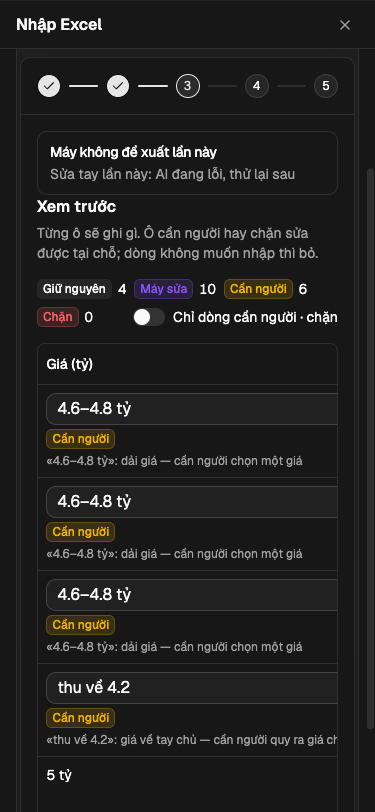 Nhập Excel
3 4 5
Máy không đề xuất lần này
Sửa tay lần này: AI đang lỗi, thử lại sau
Xem trước
Từng ô sẽ ghi gì. Ô cần người hay chặn sửa
được tại chỗ; dòng không muốn nhập thì bỏ.
Giữ nguyên 4 Máy sửa 10 Cần người 6
Chặn 0 Chỉ dòng cần người · chặn
Giá (tỷ)
4.6–4.8 tỷ
Cần người
«4.6–4.8 tỷ»: dải giá — cần người chọn một giá
4.6–4.8 tỷ
Cần người
«4.6–4.8 tỷ»: dải giá — cần người chọn một giá
4.6–4.8 tỷ
Cần người
«4.6–4.8 tỷ»: dải giá — cần người chọn một giá
thu về 4.2
Cần người
«thu về 4.2»: giá về tay chủ — cần người quy ra giá
5 tỷ